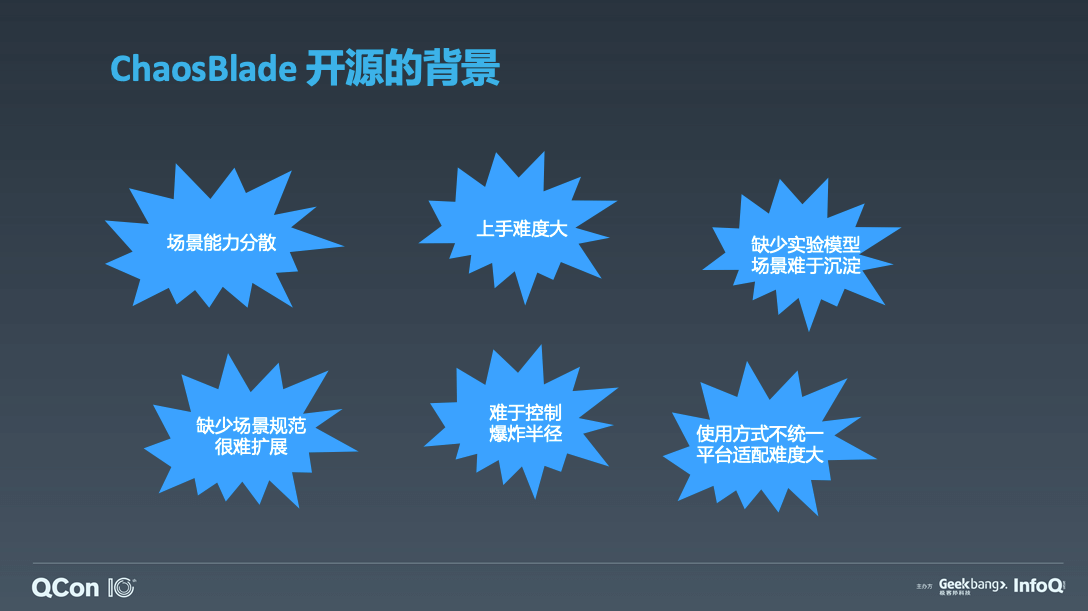 ChaosBlade 开源的背景
场景能力分散
上手难度大
缺少实验模型
场景难于沉淀
缺少场景规范
很难扩展
难于控制
爆炸半径
使用方式不统一
平台适配难度大
QCon 10
主办方 Geekbang>. InfoQ
极客邦科技